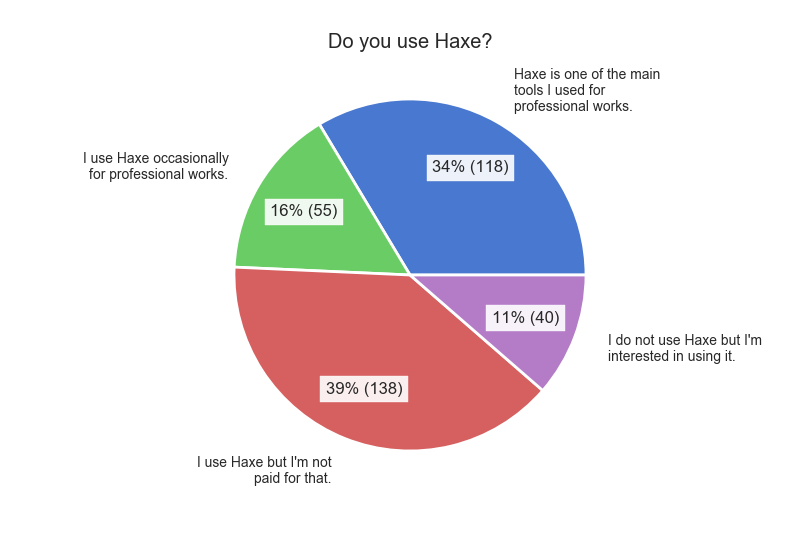 Do you use Haxe?
Haxe is one of the main
tools I used for
professional works.
34% (118)
I use Haxe occasionally
for professional works.
16% (55)
11% (40)
I do not use Haxe but I'm
interested in using it.
39% (138)
I use Haxe but I'm not
paid for that.